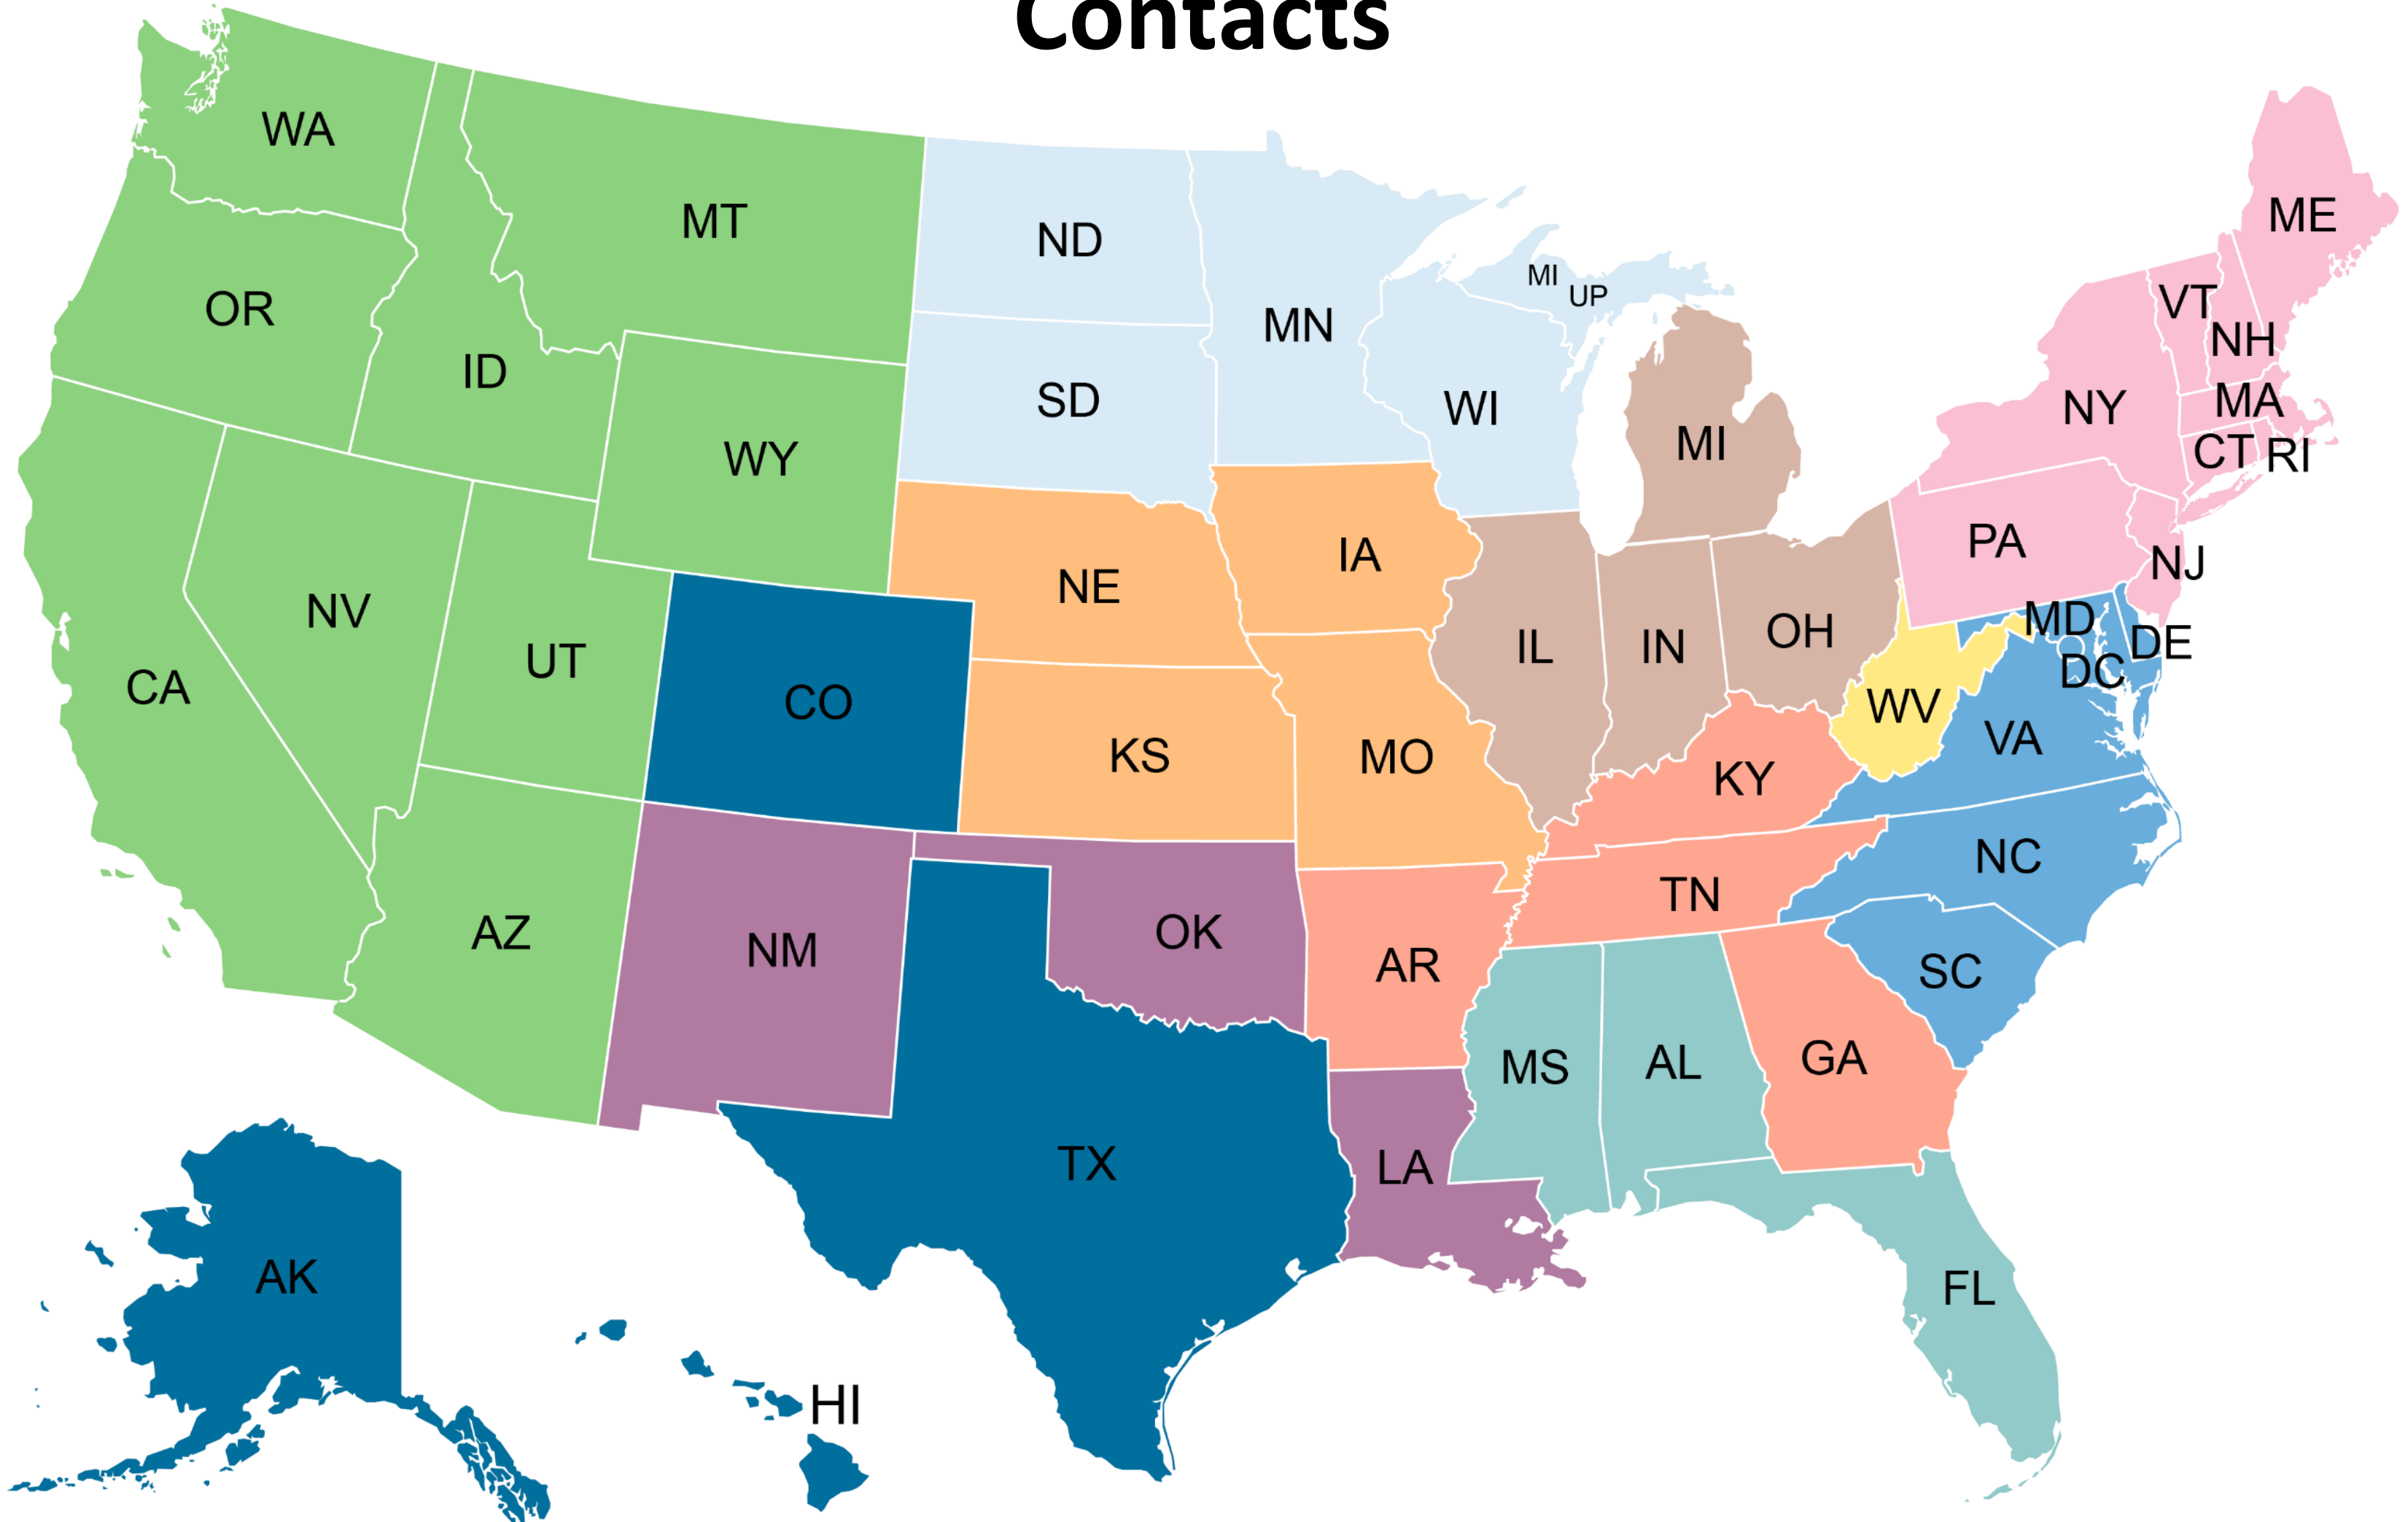 Contacts
WA
MT
ND
ME
OR
MN
MI
UP
VT
NH
ID
SD
WI
NY
MA
WY
MI
CT RI
NE
IA
PA
NJ
NV
UT
IL
IN
OH
MD
DE
CA
CO
DC
KS
MO
WV
VA
KY
NC
AZ
NM
OK
TN
AR
SC
MS
AL
GA
TX
LA
AK
FL
HI